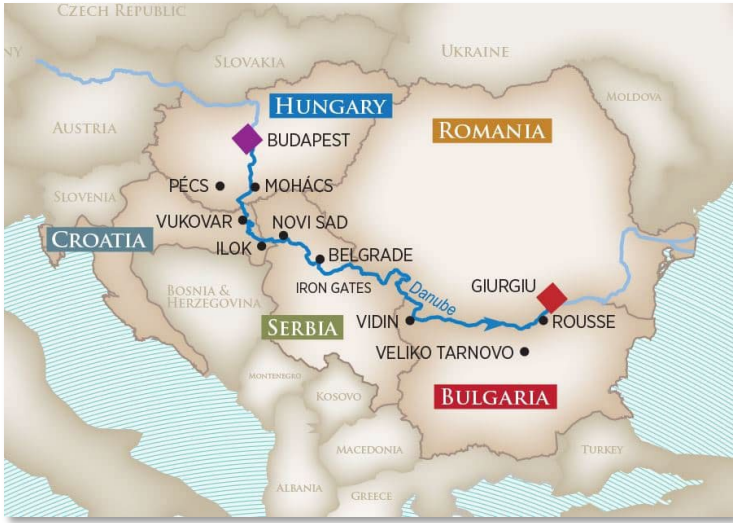 CZECH REPUBLIC
NY
SLOVAKIA
UKRAINE
HUNGARY
MOLDOVA
AUSTRIA
ROMANIA
BUDAPEST
PÉCS
MOHÁCS
SLOVENIA
VUKOVAR
NOVI SAD
CROATIA
ILOK
BELGRADE
BOSNIA &
HERZEGOVINA
IRON GATES
Danube
GIURGIU
SERBIA
VIDIN
ROUSSE
VELIKO TARNOVO
MONTENEGRO
KOSOVO
BULGARIA
MACEDONIA
TURKEY
ALBANIA
GREECE